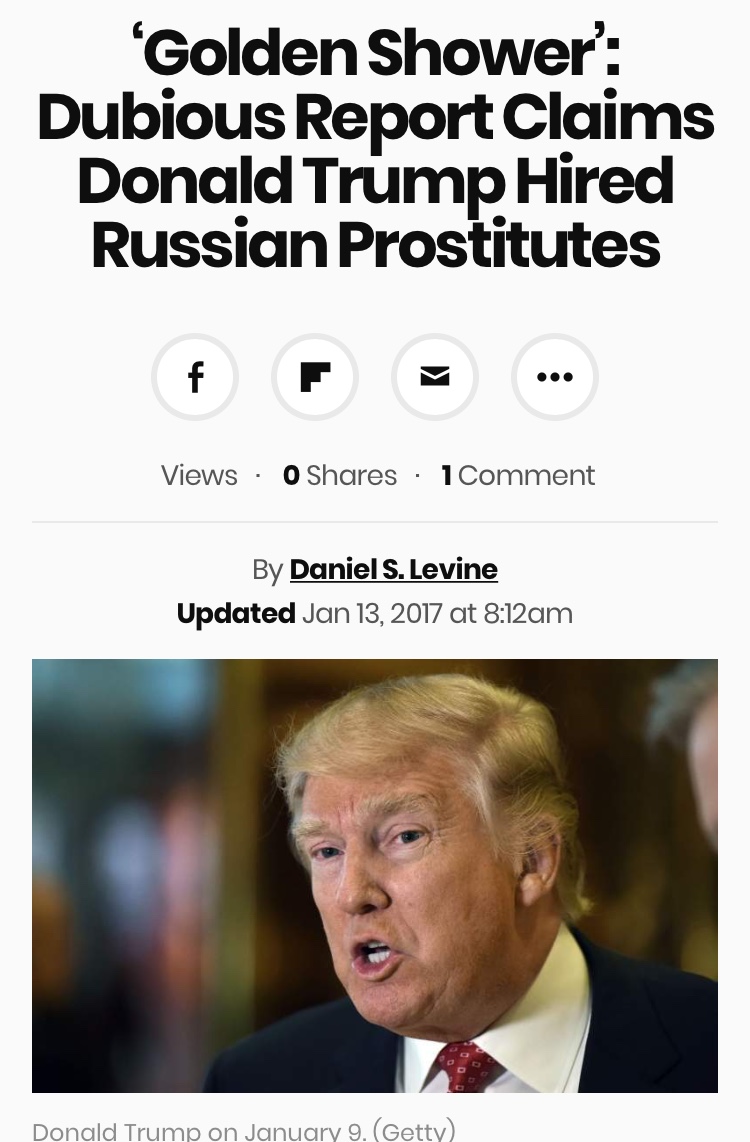 ‘Golden Shower’:
Dubious Report Claims
Donald Trump Hired
Russian Prostitutes
Views · 0 Shares · 1 Comment
By Daniel S. Levine
Updated Jan 13, 2017 at 8:12am
Donald Trump on January 9. (Getty)